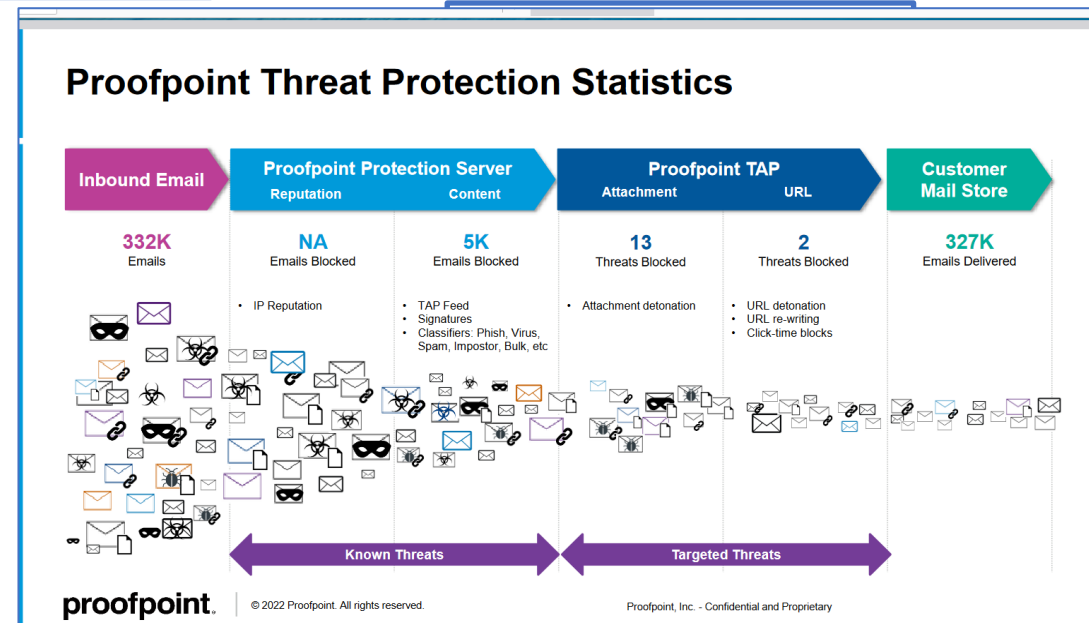 Proofpoint Threat Protection Statistics
Inbound Email
Proofpoint Protection Server
Reputation
Content
Proofpoint TAP
Attachment
URL
Customer
Mail Store
332K
Emails
NA
Emails Blocked
5K
Emails Blocked
13
Threats Blocked
2
Threats Blocked
327K
Emails Delivered
• IP Reputation
• TAP Feed
• Signatures
• Classifiers: Phish, Virus,
Spam, Impostor, Bulk, etc
• Attachment detonation
• URL detonation
• URL re-writing
• Click-time blocks
Known Threats
Targeted Threats
proofpoint.
© 2022 Proofpoint. All rights reserved.
Proofpoint, Inc. - Confidential and Proprietary